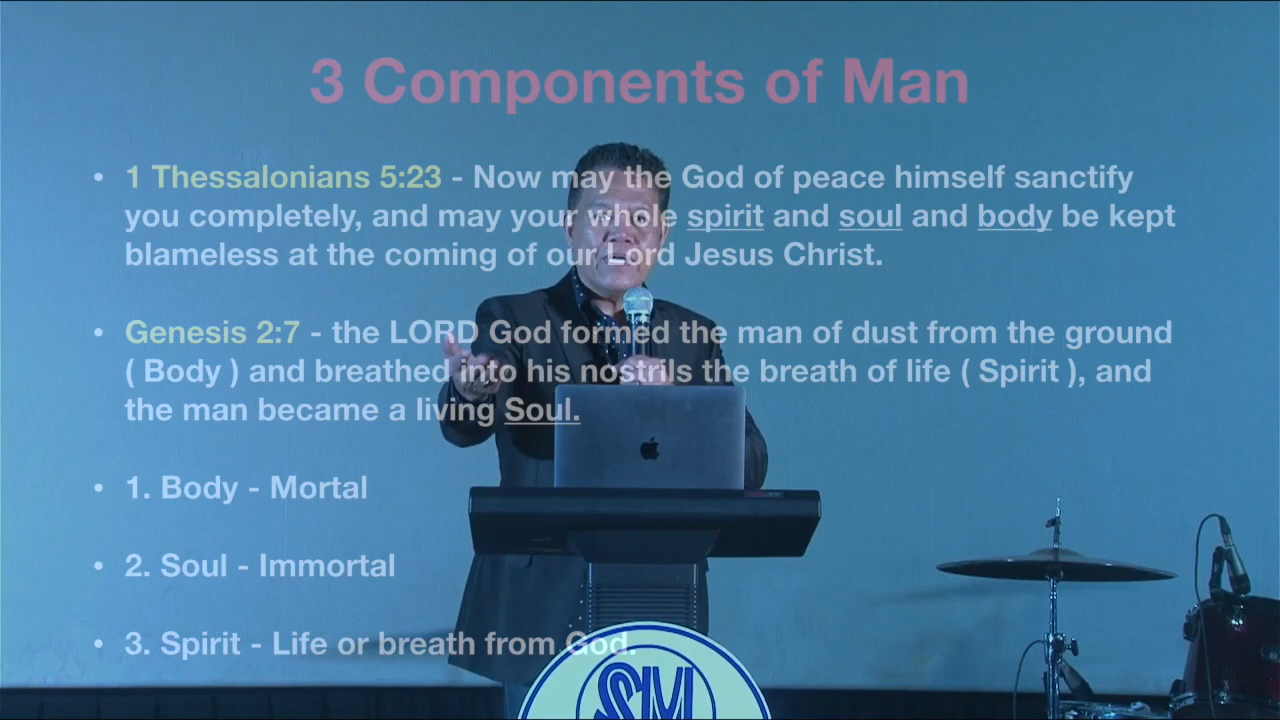 3 Components of Man
• 1 Thessalonians 5:23 - Now may the God of peace himself sanctify
you completely, and may your whole spirit and soul and body be kept
blameless at the coming of our Lord Jesus Christ.
• Genesis 2:7 - the LORD God formed the man of dust from the ground
( Body ) and breathed into his nostrils the breath of life ( Spirit ), and
the man became a living Soul.
• 1. Body - Mortal
• 2. Soul - Immortal
• 3. Spirit - Life or breath from God.
SM